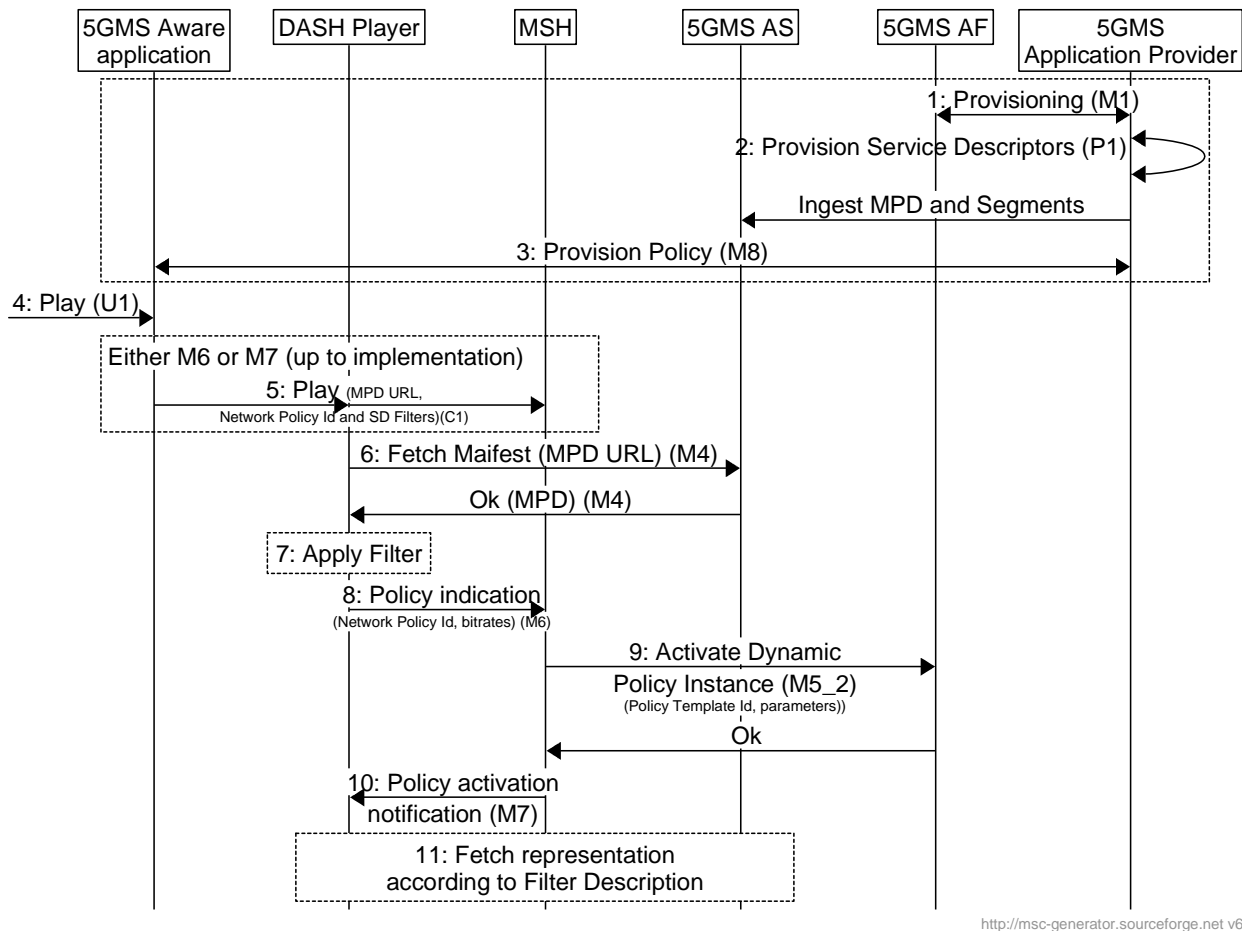 5GMS Aware
application
DASH Player
MSH
5GMS AS
5GMS AF
5GMS
Application Provider
1: Provisioning (M1)
2: Provision Service Descriptors (P1)
Ingest MPD and Segments
3: Provision Policy (M8)
4: Play (U1)
Either M6 or M7 (up to implementation)
5: Play (MPD URL,
Network Policy Id and SD Filters)(C1)
6: Fetch Maifest (MPD URL) (M4)
Ok (MPD) (M4)
7: Apply Filter
8: Policy indication
(Network Policy Id, bitrates) (M6)
9: Activate Dynamic
Policy Instance (M5_2)
(Policy Template Id, parameters))
Ok
10: Policy activation
notification (M7)
11: Fetch representation
according to Filter Description
http://msc-generator.sourceforge.net v6